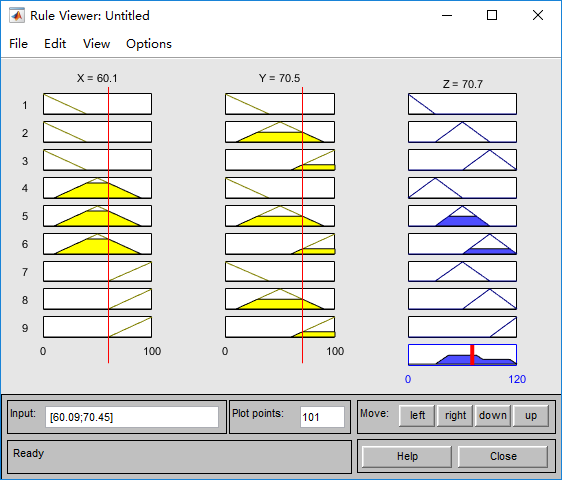 Rule Viewer: Untitled
File Edit View Options
X = 60.1 Y = 70.5 Z = 70.7
1
2
3
4
5
6
7
8
9
0 100 0 100
0 120
Input: [60.09;70.45] Plot points: 101 Move: left right down up
Ready Help Close